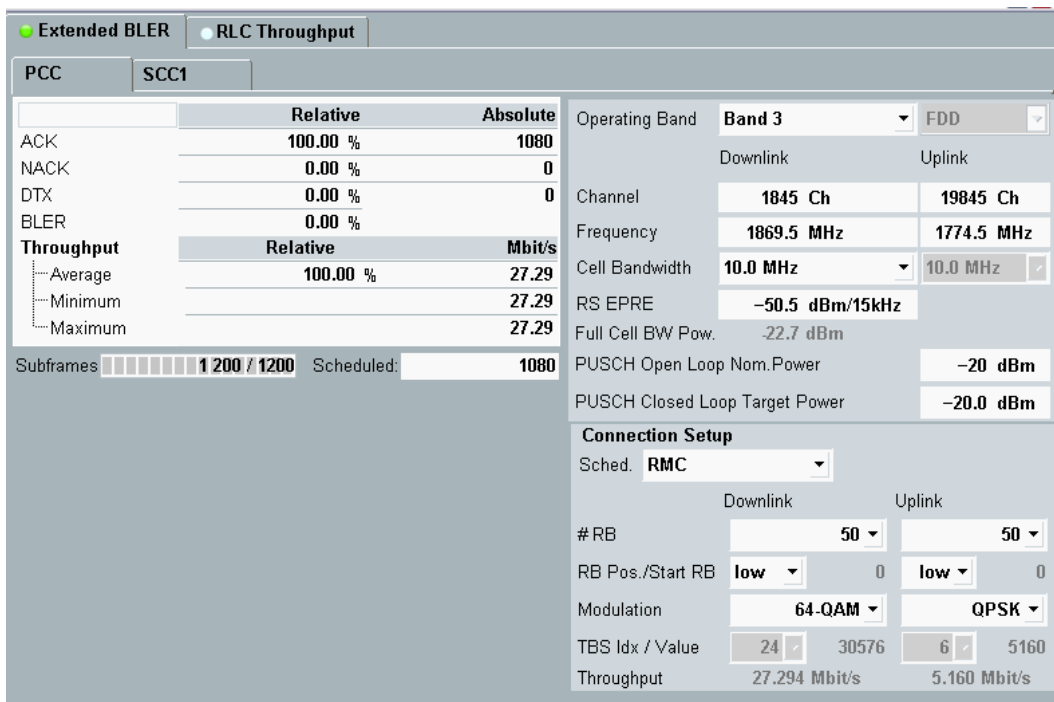 Extended BLER RLC Throughput
PCC SCC1
Relative Absolute
ACK 100.00 % 1080
NACK 0.00 % 0
DTX 0.00 % 0
BLER 0.00 %
Throughput Relative Mbit/s
Average 100.00 % 27.29
Minimum 27.29
Maximum 27.29
Subframes 1 200 / 1200 Scheduled: 1080
Operating Band Band 3 FDD
Downlink Uplink
Channel 1845 Ch 19845 Ch
Frequency 1869.5 MHz 1774.5 MHz
Cell Bandwidth 10.0 MHz 10.0 MHz
RS EPRE −50.5 dBm/15kHz
Full Cell BW Pow. -22.7 dBm
PUSCH Open Loop Nom.Power −20 dBm
PUSCH Closed Loop Target Power −20.0 dBm
Connection Setup
Sched. RMC
Downlink Uplink
# RB 50 50
RB Pos./Start RB low 0 low 0
Modulation 64-QAM QPSK
TBS Idx / Value 24 30576 6 5160
Throughput 27.294 Mbit/s 5.160 Mbit/s